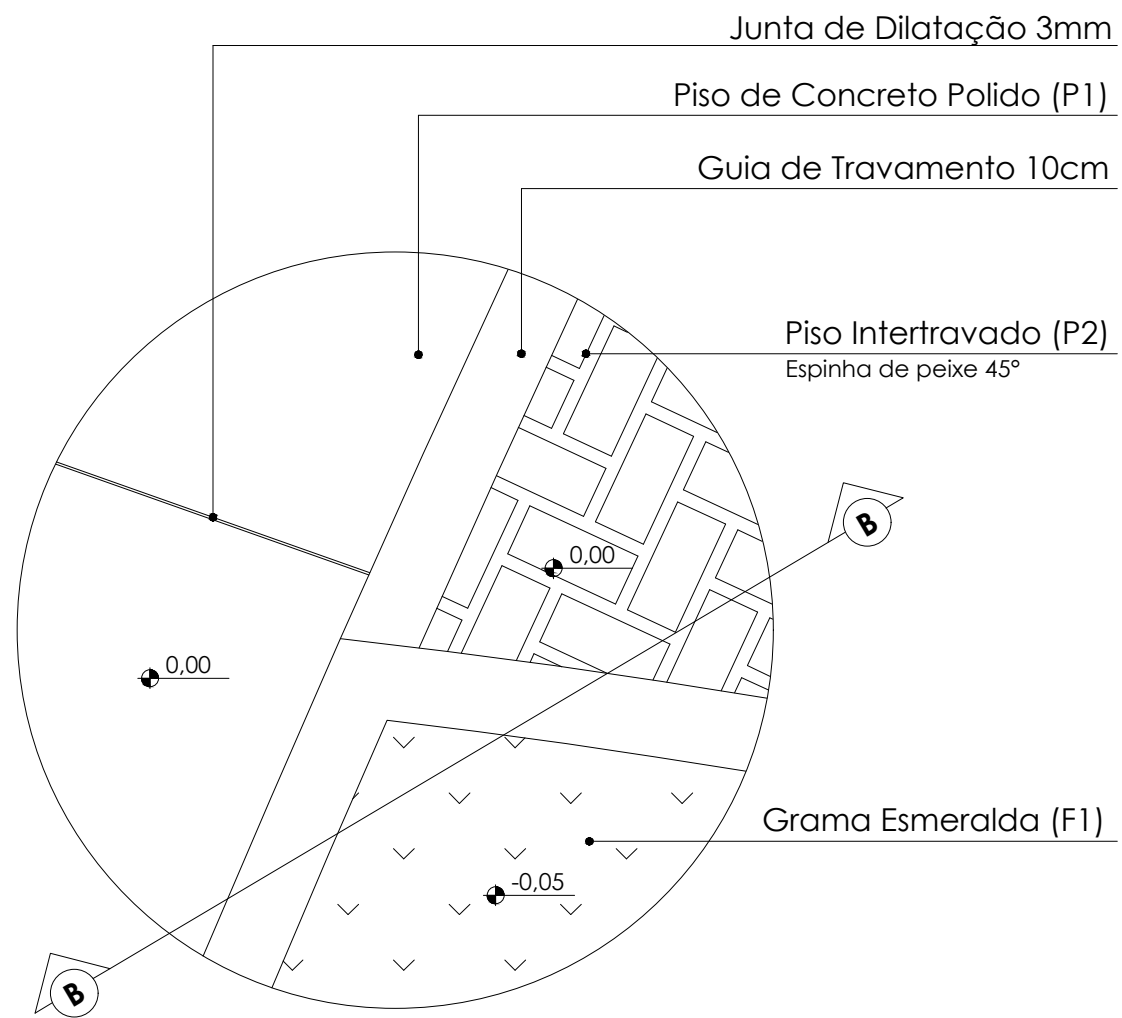 Junta de Dilatação 3mm
Piso de Concreto Polido (P1)
Guia de Travamento 10cm
Piso Intertravado (P2)
Espinha de peixe 45°
B
0,00
0,00
Grama Esmeralda (F1)
-0,05
B